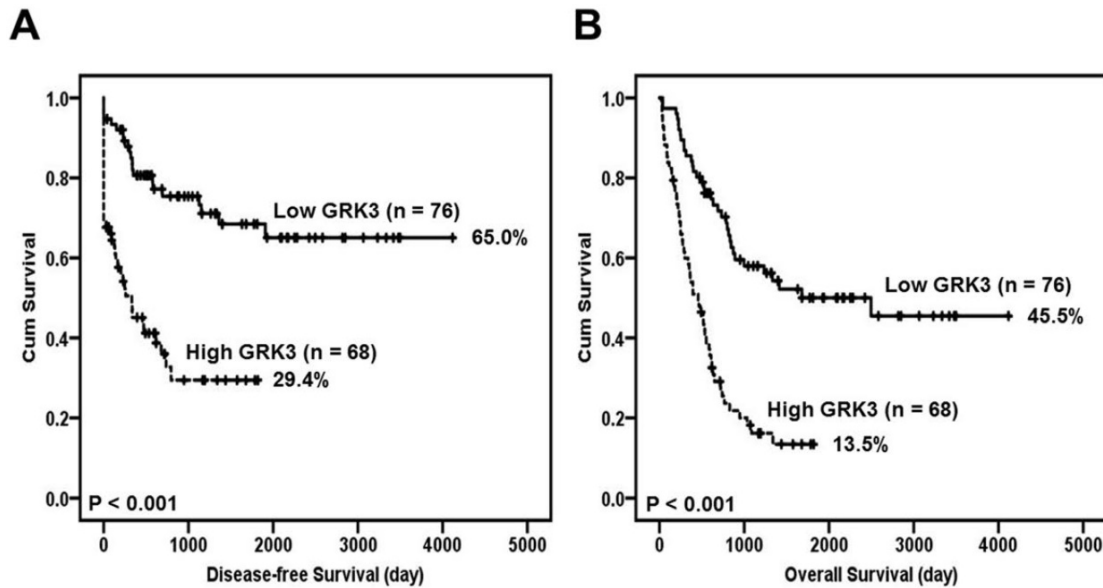 A
Cum Survival
1.0
0.8
0.6
0.4
0.2
0.0
Low GRK3 (n = 76)
65.0%
High GRK3 (n = 68)
29.4%
P < 0.001
0 1000 2000 3000 4000 5000
Disease-free Survival (day)
B
Cum Survival
1.0
0.8
0.6
0.4
0.2
0.0
Low GRK3 (n = 76)
45.5%
High GRK3 (n = 68)
13.5%
P < 0.001
0 1000 2000 3000 4000 5000
Overall Survival (day)